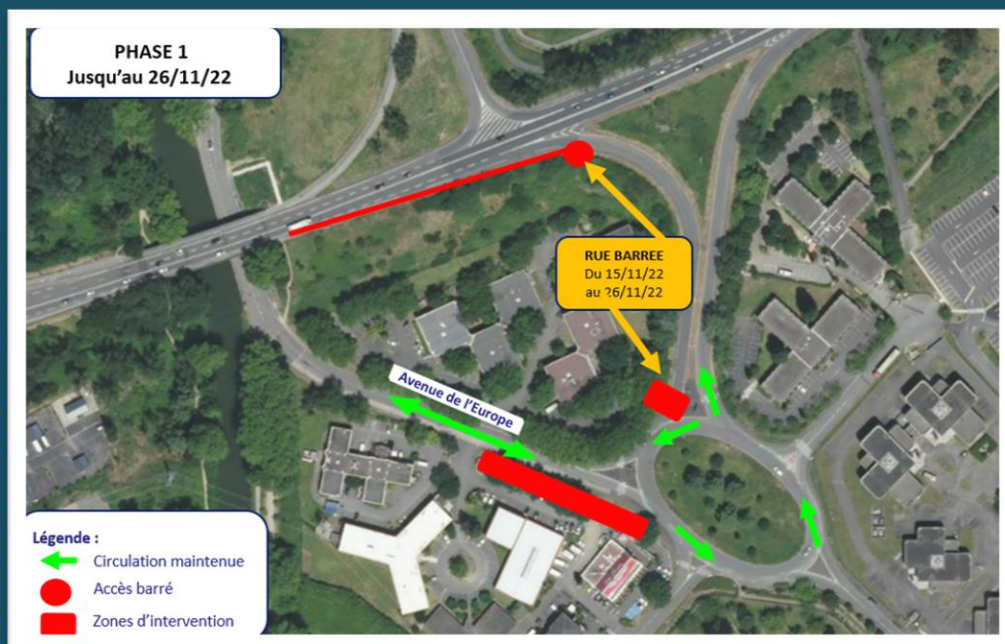 PHASE 1
Jusqu'au 26/11/22
RUE BARREE
Du 15/11/22
au 26/11/22
Avenue de l'Europe
Légende :
Circulation maintenue
Accès barré
Zones d'intervention